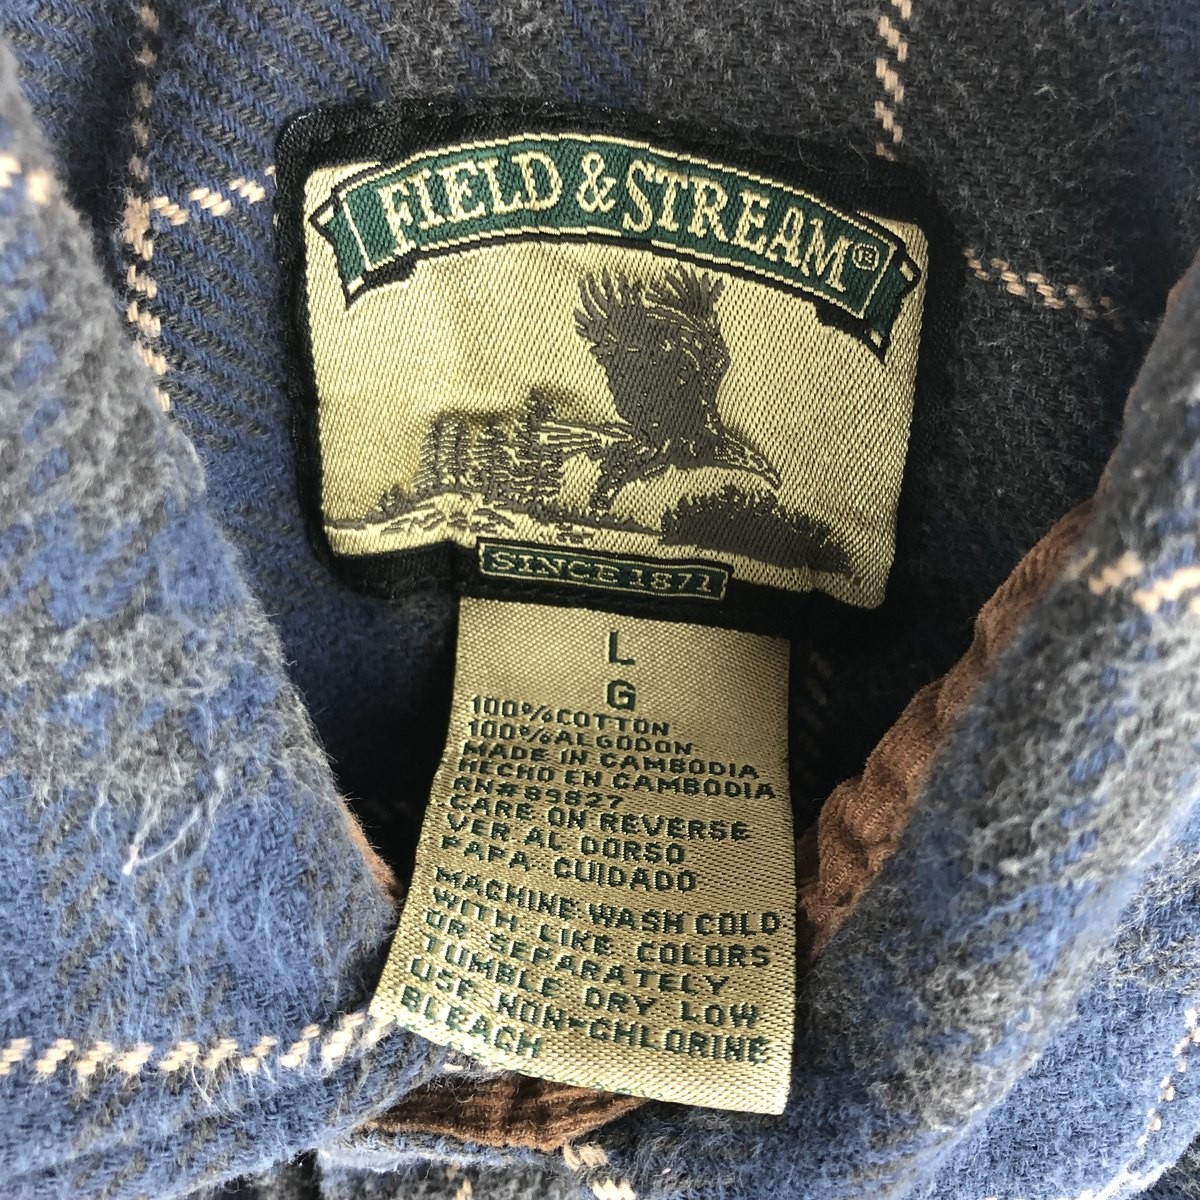 FIELD & STREAM®
SINCE 1871
L
G
100% COTTON
100% ALGODON
MADE IN CAMBODIA
HECHO EN CAMBODIA
RN# 89827
CARE ON REVERSE
VER AL DORSO
PAPA CUIDADO
MACHINE WASH COLD
WITH LIKE COLORS
OR SEPARATELY
TUMBLE DRY LOW
USE NON-CHLORINE
BLEACH